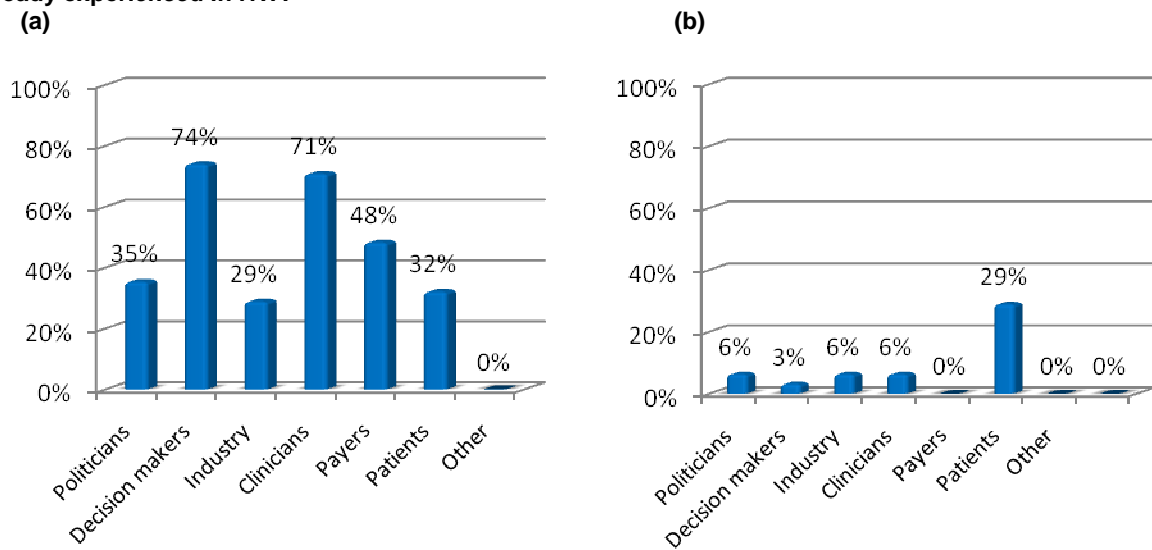 (a)
(b)
100%
80%
60%
40%
20%
0%
35%
74%
29%
71%
48%
32%
0%
Politicians
Decision makers
Industry
Clinicians
Payers
Patients
Other
100%
80%
60%
40%
20%
0%
6%
3%
6%
6%
0%
29%
0%
0%
Politicians
Decision makers
Industry
Clinicians
Payers
Patients
Other